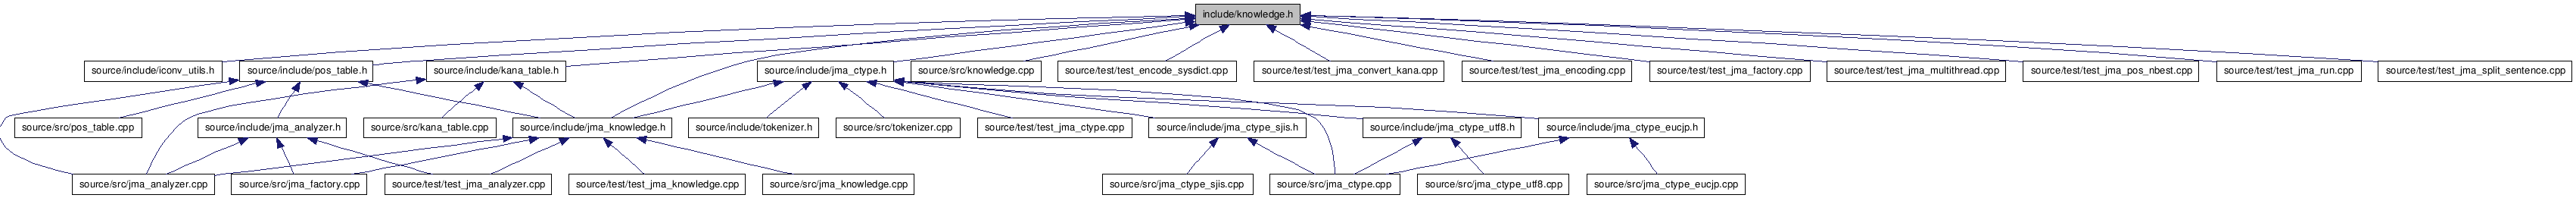 include/knowledge.h
source/include/iconv_utils.h
source/include/pos_table.h
source/include/kana_table.h
source/include/jma_ctype.h
source/src/knowledge.cpp
source/test/test_encode_sysdict.cpp
source/test/test_jma_convert_kana.cpp
source/test/test_jma_encoding.cpp
source/test/test_jma_factory.cpp
source/test/test_jma_multithread.cpp
source/test/test_jma_pos_nbest.cpp
source/test/test_jma_run.cpp
source/test/test_jma_split_sentence.cpp
source/src/pos_table.cpp
source/include/jma_analyzer.h
source/src/kana_table.cpp
source/include/jma_knowledge.h
source/include/tokenizer.h
source/src/tokenizer.cpp
source/test/test_jma_ctype.cpp
source/include/jma_ctype_sjis.h
source/include/jma_ctype_utf8.h
source/include/jma_ctype_eucjp.h
source/src/jma_analyzer.cpp
source/src/jma_factory.cpp
source/test/test_jma_analyzer.cpp
source/test/test_jma_knowledge.cpp
source/src/jma_knowledge.cpp
source/src/jma_ctype_sjis.cpp
source/src/jma_ctype.cpp
source/src/jma_ctype_utf8.cpp
source/src/jma_ctype_eucjp.cpp